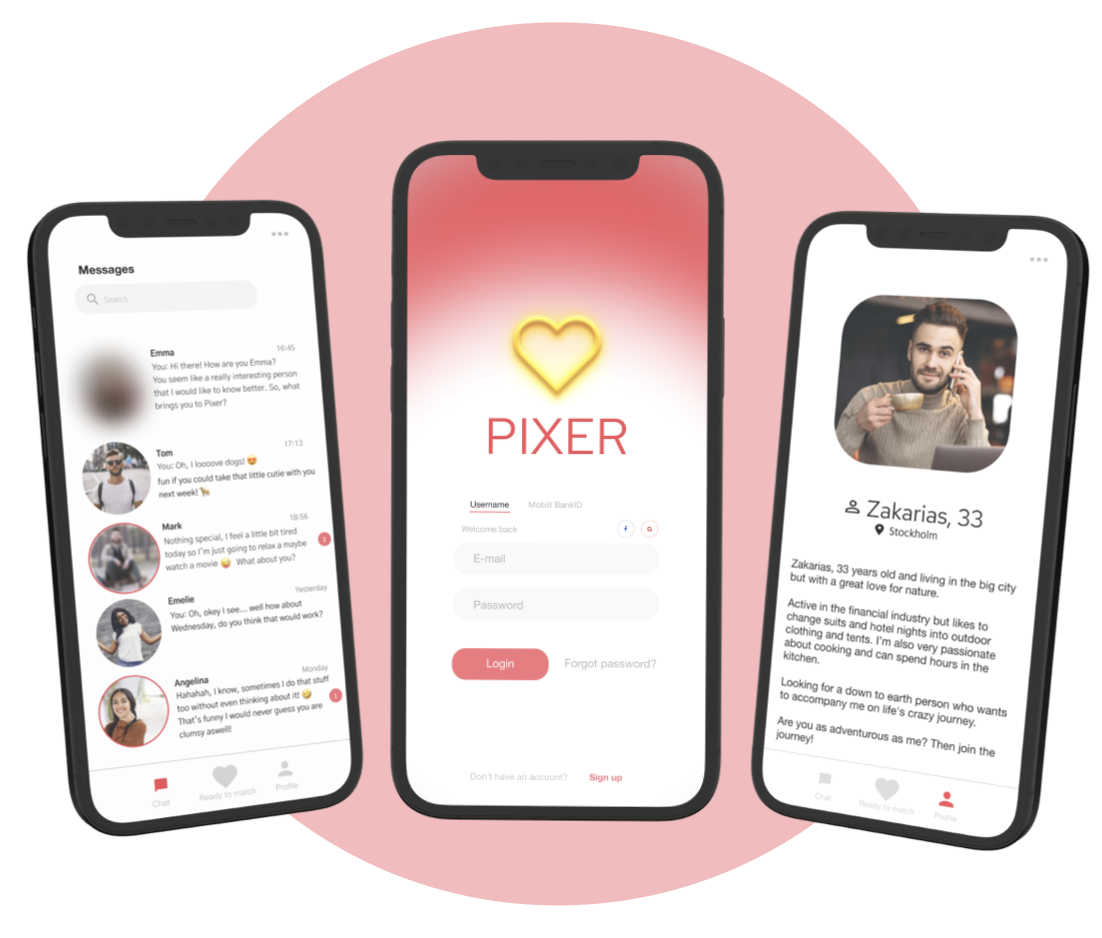 Messages
Search
Emma
16:45
You: Hi there! How are you Emma?
You seem like a really interesting person
that I would like to know better. So, what
brings you to Pixer?
Tom
17:13
You: Oh, I loooove dogs! 😍
fun if you could take that little cutie with you
next week! 🐕
Mark
18:56
Nothing special, I feel a little bit tired
today so I'm just going to relax a maybe
watch a movie 😄 What about you?
1
Emelie
Yesterday
You: Oh, okey I see... well how about
Wednesday, do you think that would work?
Angelina
Monday
Hahahah, I know, sometimes I do that stuff
too without even thinking about it! 🤣
That's funny I would never guess you are
clumsy aswell!
1
Chat
Ready to match
Profile
PIXER
Username
Mobilt BankID
Welcome back
f
G
E-mail
Password
Login
Forgot password?
Don't have an account?
Sign up
Zakarias, 33
Stockholm
Zakarias, 33 years old and living in the big city
but with a great love for nature.
Active in the financial industry but likes to
change suits and hotel nights into outdoor
clothing and tents. I'm also very passionate
about cooking and can spend hours in the
kitchen.
Looking for a down to earth person who wants
to accompany me on life's crazy journey.
Are you as adventurous as me? Then join the
journey!
Chat
Ready to match
Profile